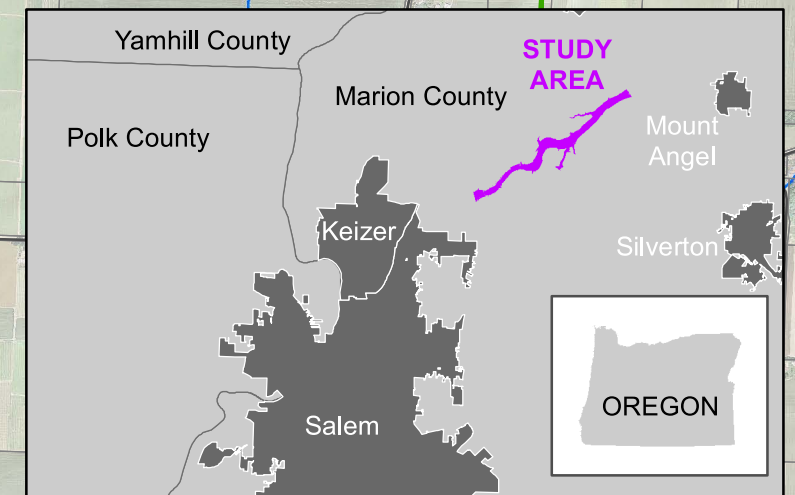 Yamhill County
STUDY
AREA
Marion County
Polk County
Mount
Angel
Keizer
Silverton
OREGON
Salem